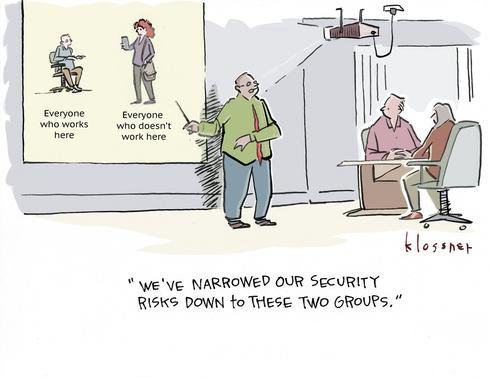 Everyone
who works
here
Everyone
who doesn't
work here
klossner
"WE'VE NARROWED OUR SECURITY
RISKS DOWN to THESE TWO GROUPS."